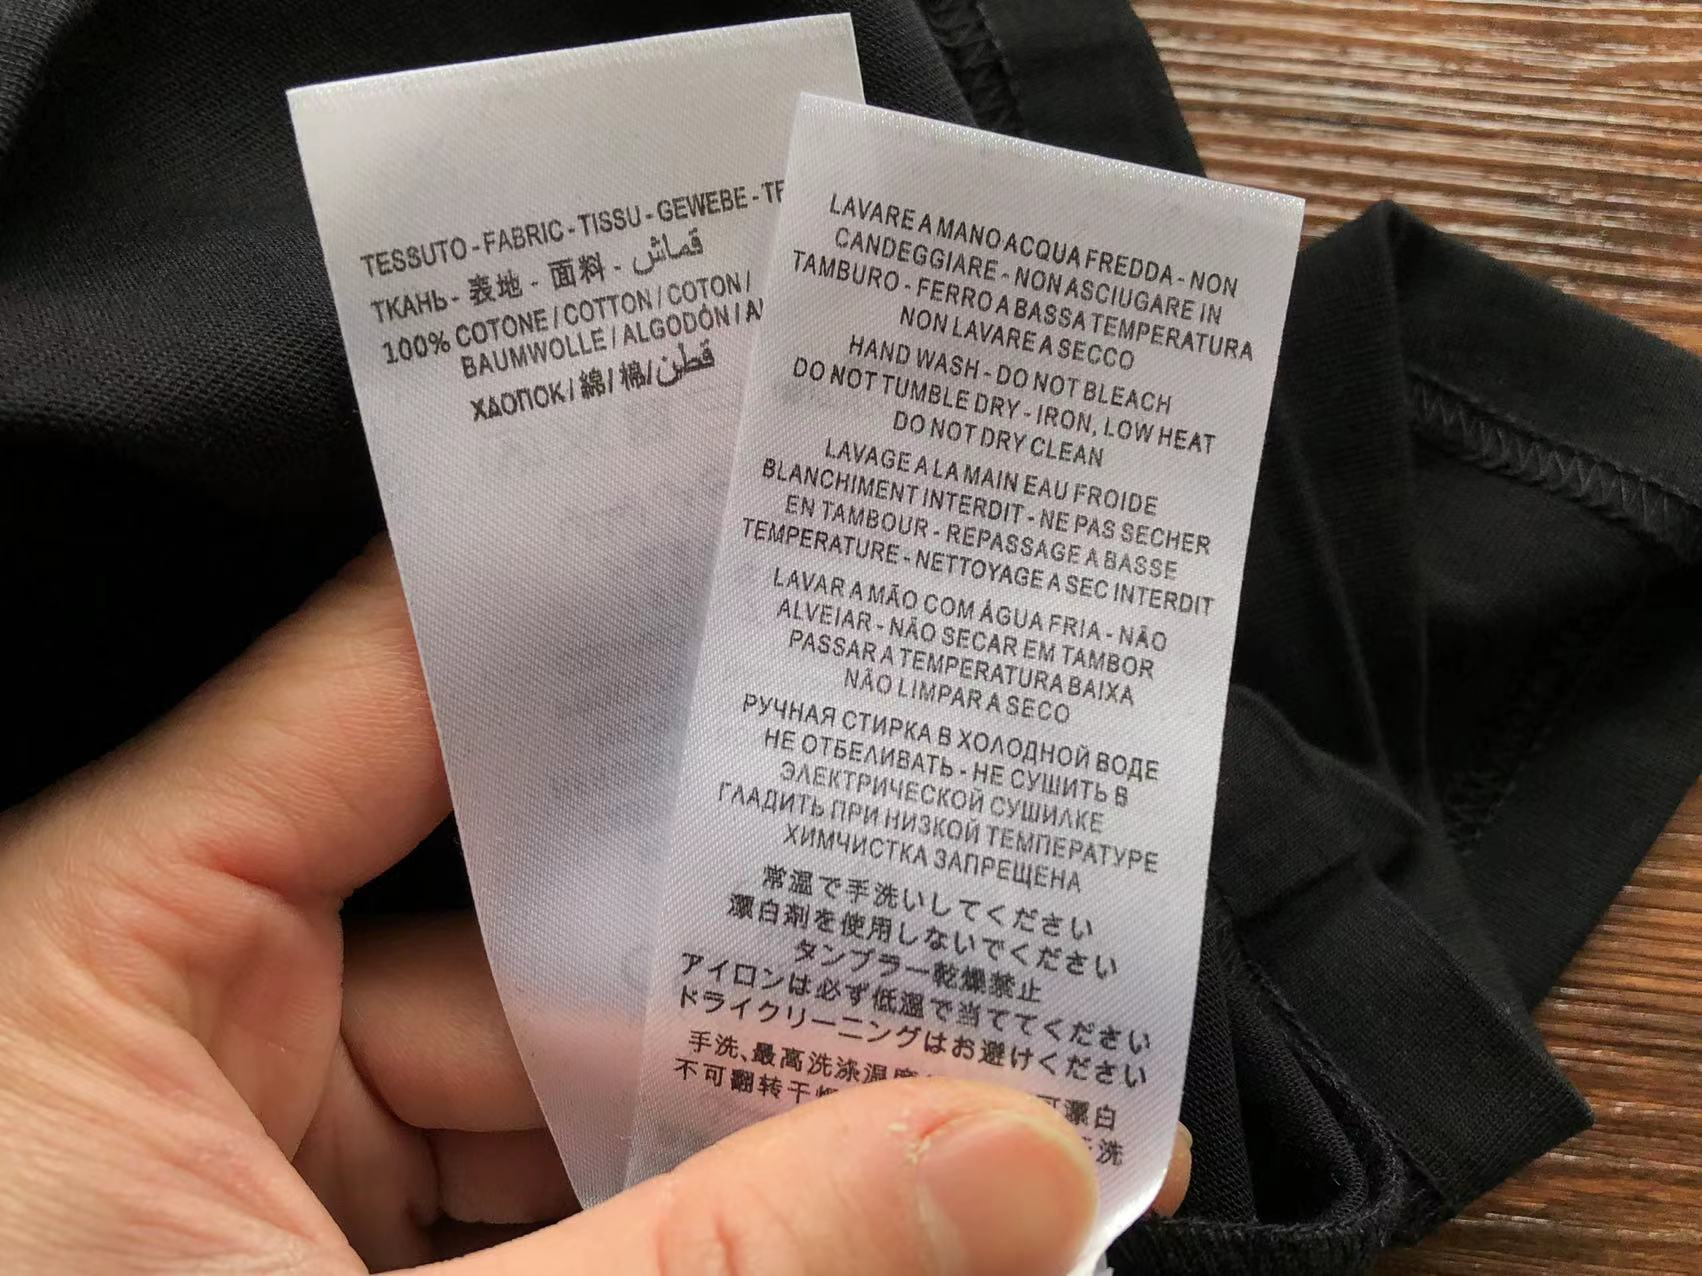 TESSUTO - FABRIC - TISSU - GEWEBE -
ТКАНЬ - 表地 - 面料 - قماش
100% COTONE / COTTON / COTON /
BAUMWOLLE / ALGODÓN /
ХЛОПОК / 綿 / 棉 / قطن
LAVARE A MANO ACQUA FREDDA - NON
CANDEGGIARE - NON ASCIUGARE IN
TAMBURO - FERRO A BASSA TEMPERATURA
NON LAVARE A SECCO
HAND WASH - DO NOT BLEACH
DO NOT TUMBLE DRY - IRON, LOW HEAT
DO NOT DRY CLEAN
LAVAGE A LA MAIN EAU FROIDE
BLANCHIMENT INTERDIT - NE PAS SECHER
EN TAMBOUR - REPASSAGE A BASSE
TEMPERATURE - NETTOYAGE A SEC INTERDIT
LAVAR A MÃO COM ÁGUA FRIA - NÃO
ALVEIAR - NÃO SECAR EM TAMBOR
PASSAR A TEMPERATURA BAIXA
NÃO LIMPAR A SECO
РУЧНАЯ СТИРКА В ХОЛОДНОЙ ВОДЕ
НЕ ОТБЕЛИВАТЬ - НЕ СУШИТЬ В
ЭЛЕКТРИЧЕСКОЙ СУШИЛКЕ
ГЛАДИТЬ ПРИ НИЗКОЙ ТЕМПЕРАТУРЕ
ХИМЧИСТКА ЗАПРЕЩЕНА
常温で手洗いしてください
漂白剤を使用しないでください
タンブラー乾燥禁止
アイロンは必ず低温で当ててください
ドライクリーニングはお避けください
手洗、最高洗涤温度 可漂白
不可翻转干 手洗